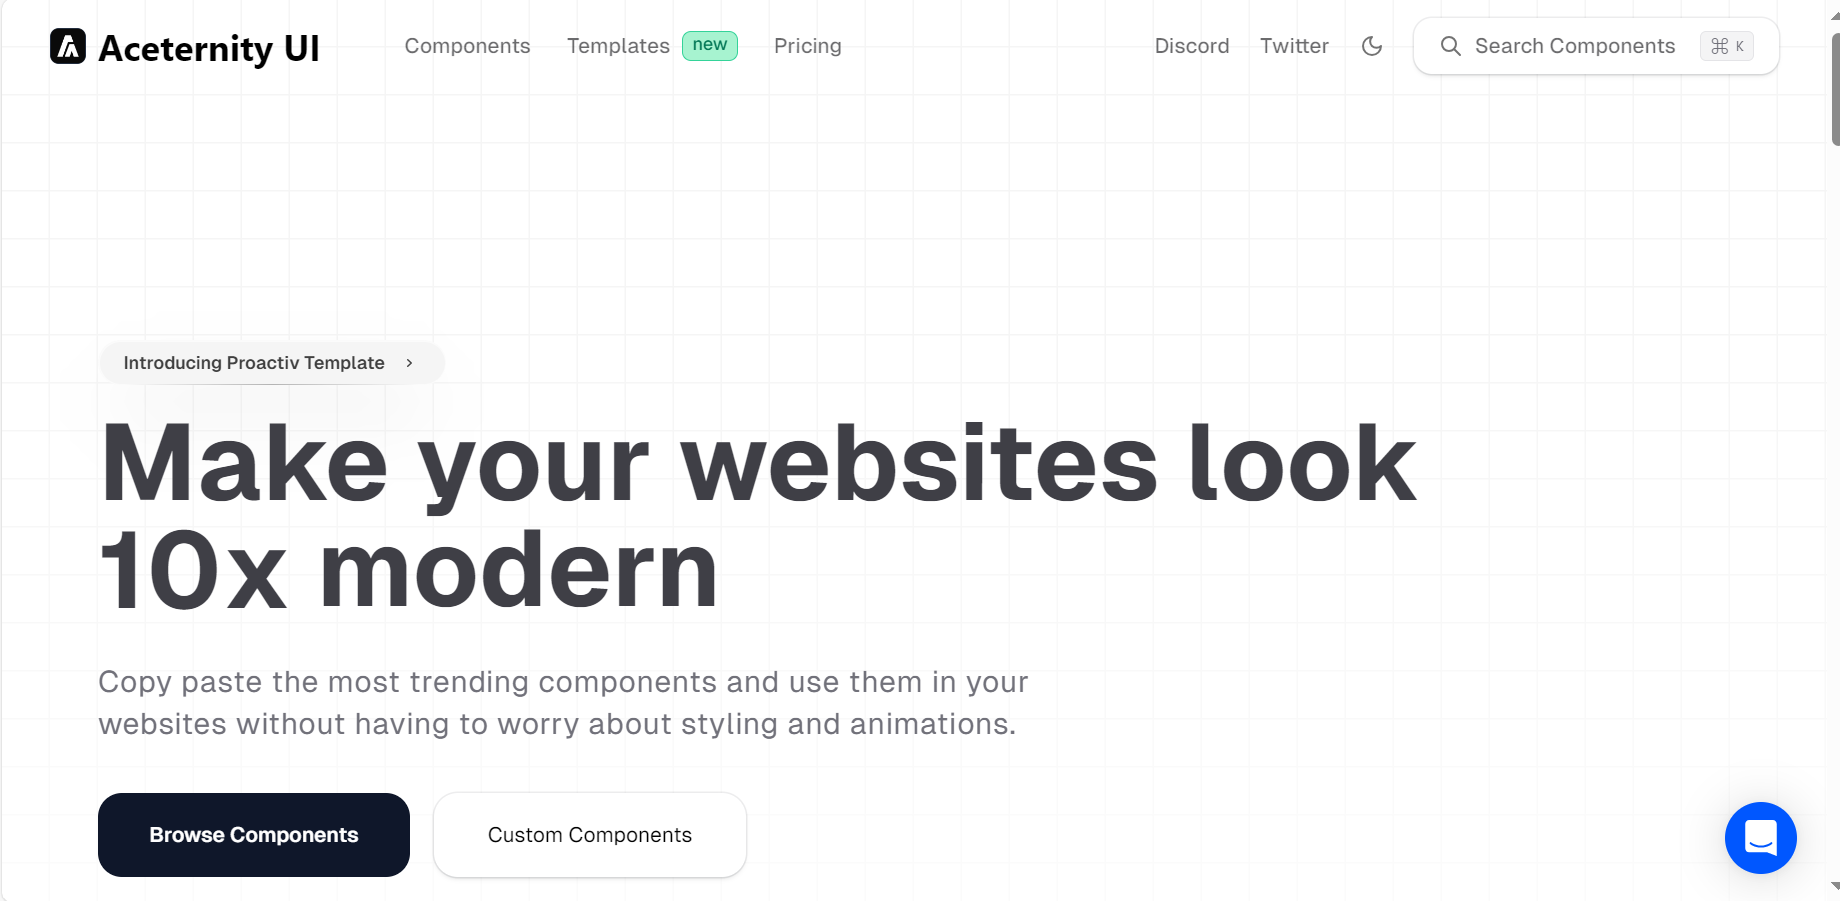 Aceternity UI
Components
Templates
new
Pricing
Discord
Twitter
Search Components
⌘ K
Introducing Proactiv Template
Make your websites look
10x modern
Copy paste the most trending components and use them in your
websites without having to worry about styling and animations.
Browse Components
Custom Components